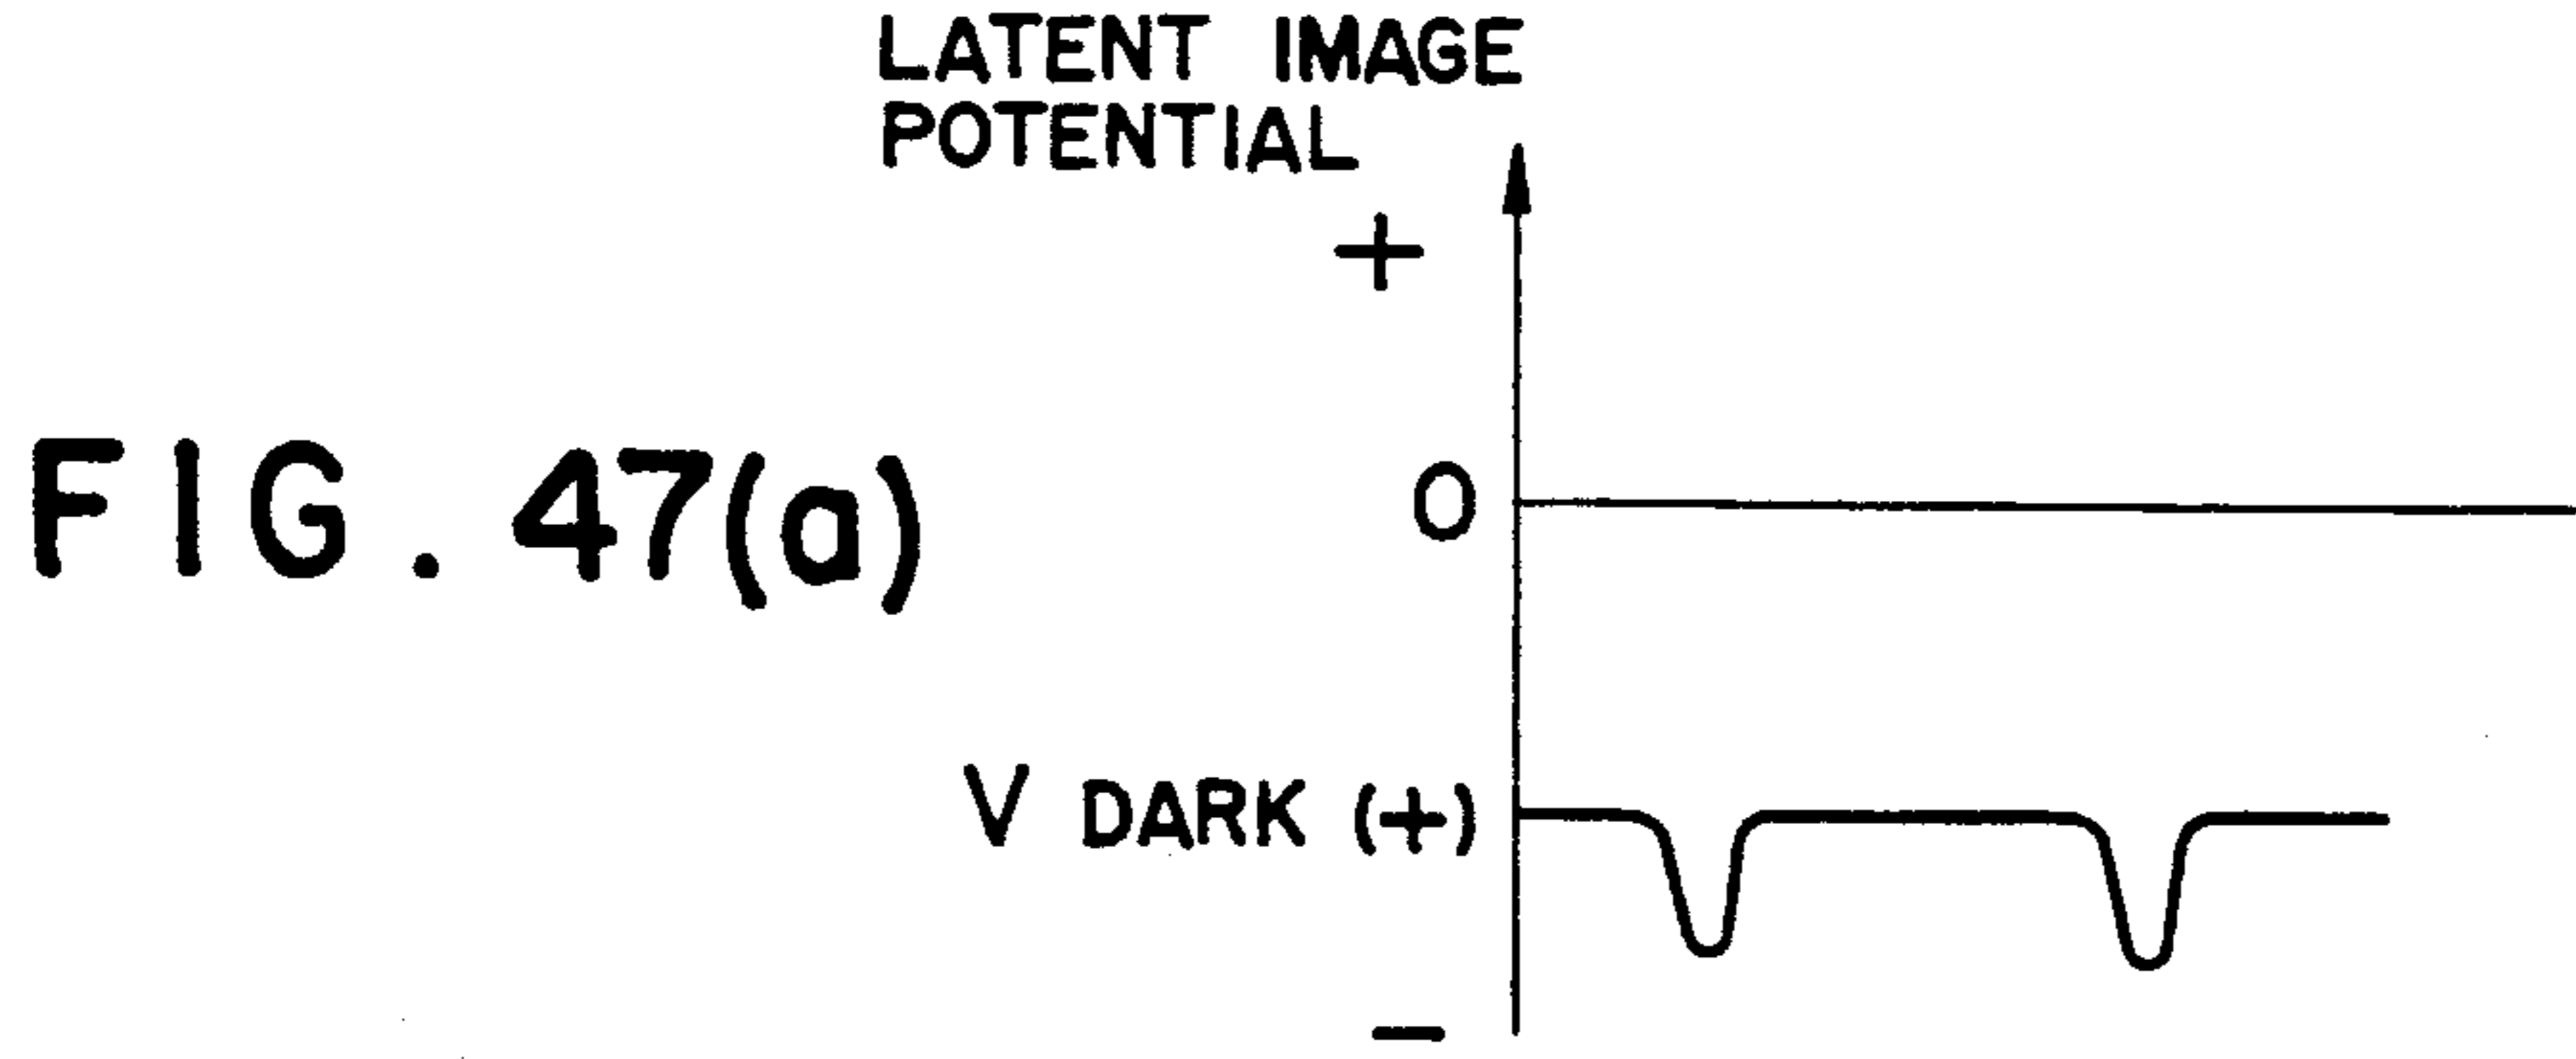 LATENT IMAGE
POTENTIAL
+
0
FIG. 47(a)
V DARK (+)
−